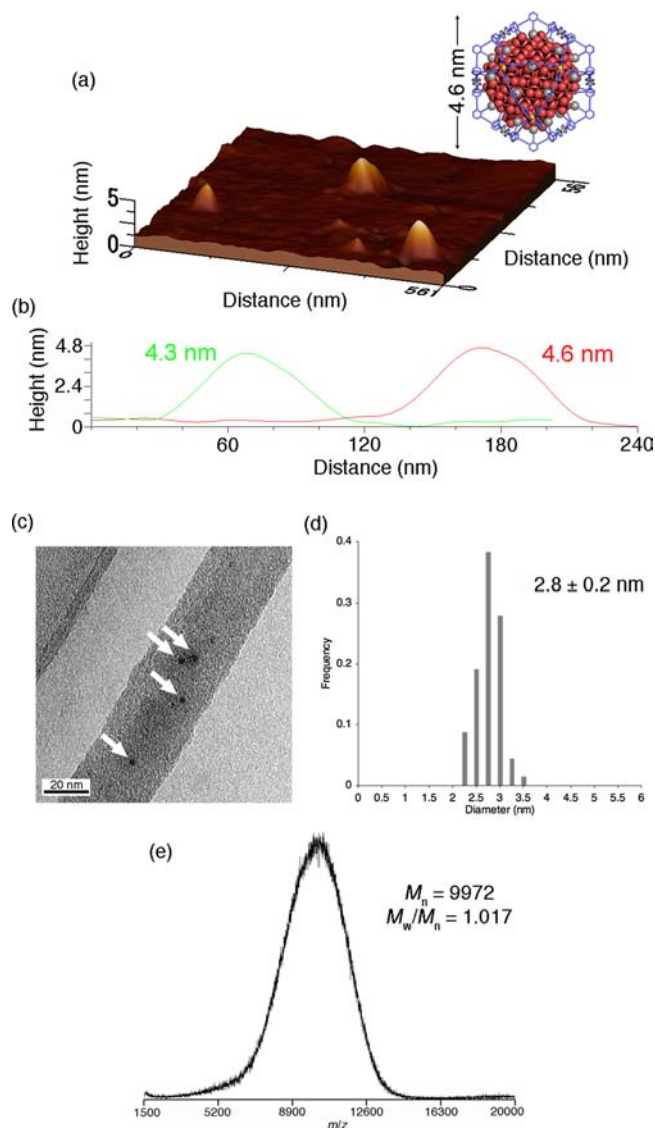 (a)
4.6 nm
5
0
Height (nm)
0
Distance (nm)
561
0
Distance (nm)
(b)
4.8
2.4
0
Height (nm)
4.3 nm
4.6 nm
60
120
180
240
Distance (nm)
(c)
20 nm
(d)
0.4
0.3
0.2
0.1
0
Frequency
2.8 ± 0.2 nm
0 0.5 1 1.5 2 2.5 3 3.5 4 4.5 5 5.5 6
Diameter (nm)
(e)
Mn = 9972
Mw/Mn = 1.017
1500 5200 8900 12600 16300 20000
m/z